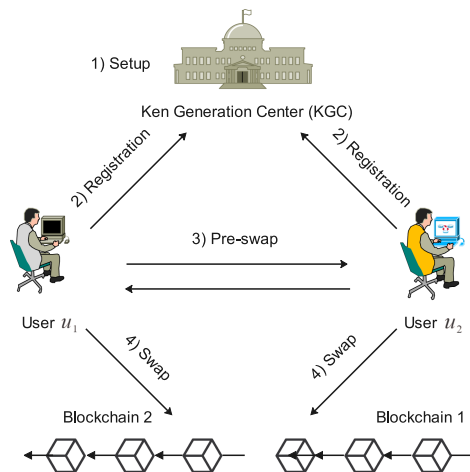 1) Setup
Ken Generation Center (KGC)
2) Registration
2) Registration
3) Pre-swap
User u₁
User u₂
4) Swap
4) Swap
Blockchain 2
Blockchain 1